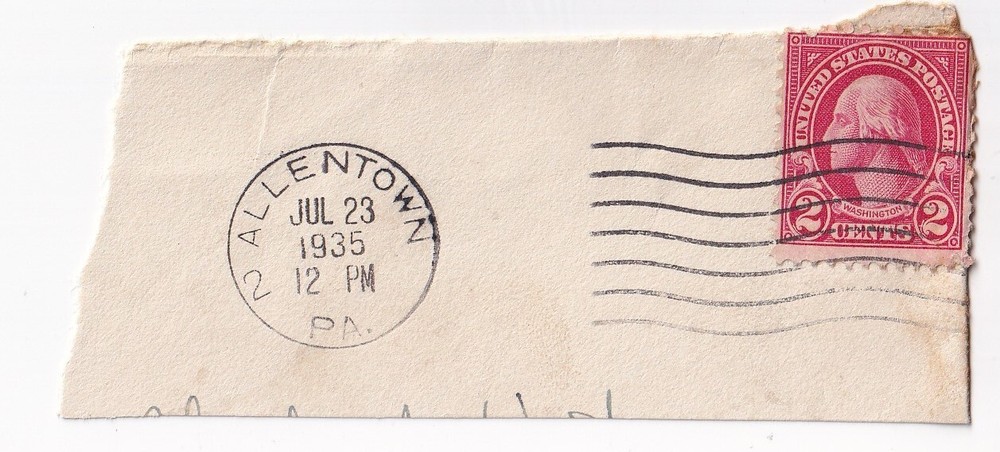 2 ALLENTOWN
JUL 23
1935
12 PM
PA.
UNITED STATES POSTAGE
WASHINGTON
2 CENTS 2